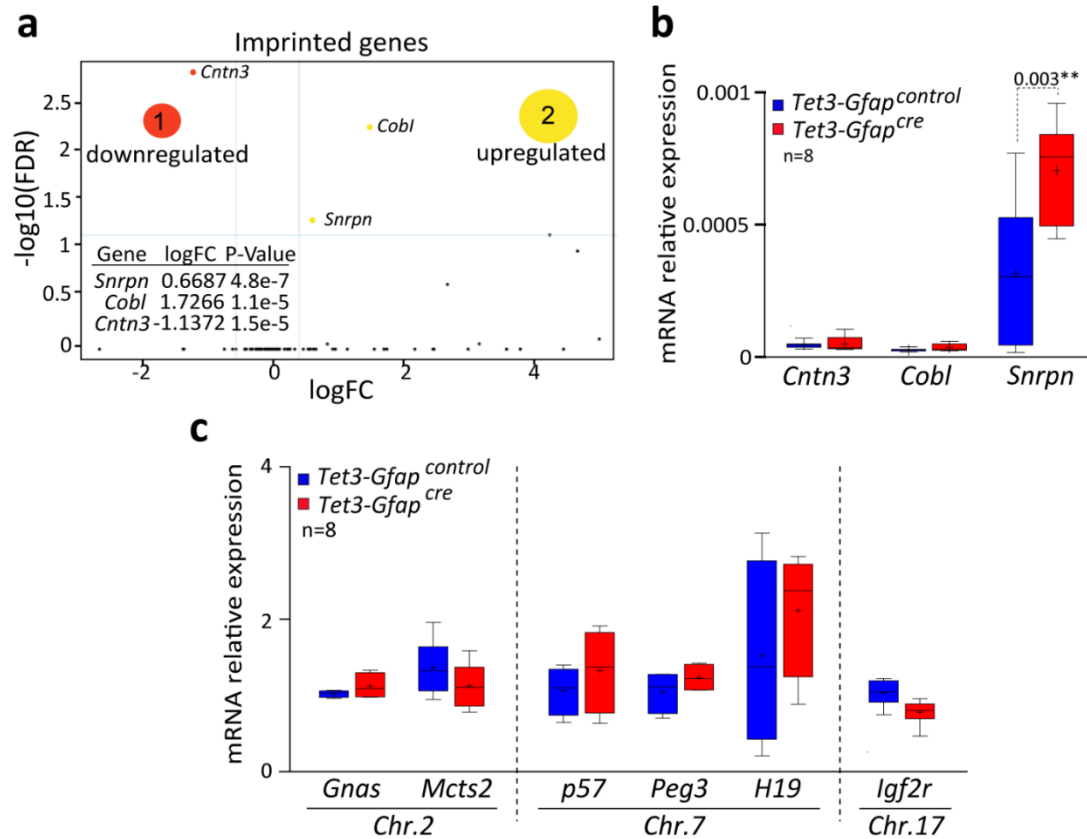 a
Imprinted genes
-log10(FDR)
2.5
2
1.5
1
0.5
0
Cntn3
1
downregulated
Cobl
2
upregulated
Snrpn
Gene logFC P-Value
Snrpn 0.6687 4.8e-7
Cobl 1.7266 1.1e-5
Cntn3 -1.1372 1.5e-5
-2 0 2 4
logFC
b
mRNA relative expression
0.001
0.0005
0
Tet3-Gfap control
Tet3-Gfap cre
n=8
0.003**
Cntn3 Cobl Snrpn
c
mRNA relative expression
4
2
0
Tet3-Gfap control
Tet3-Gfap cre
n=8
Gnas Mcts2 p57 Peg3 H19 Igf2r
Chr.2 Chr.7 Chr.17